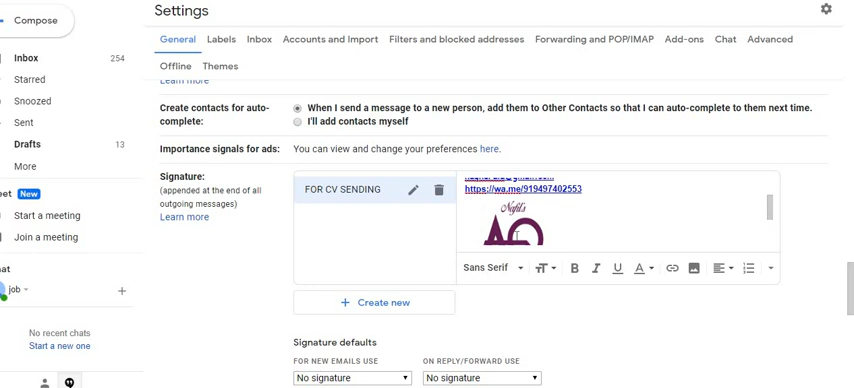 Settings
Compose
General Labels Inbox Accounts and Import Filters and blocked addresses Forwarding and POP/IMAP Add-ons Chat Advanced
Offline Themes
Inbox 254
Starred
Snoozed
Sent
Drafts 13
More
New
Start a meeting
Join a meeting
job
No recent chats
Start a new one
Learn more
Create contacts for auto-complete:
When I send a message to a new person, add them to Other Contacts so that I can auto-complete to them next time.
I'll add contacts myself
Importance signals for ads: You can view and change your preferences here.
Signature:
(appended at the end of all
outgoing messages)
Learn more
FOR CV SENDING
https://wa.me/919497402553
Nafil's
Sans Serif
Create new
Signature defaults
FOR NEW EMAILS USE ON REPLY/FORWARD USE
No signature No signature